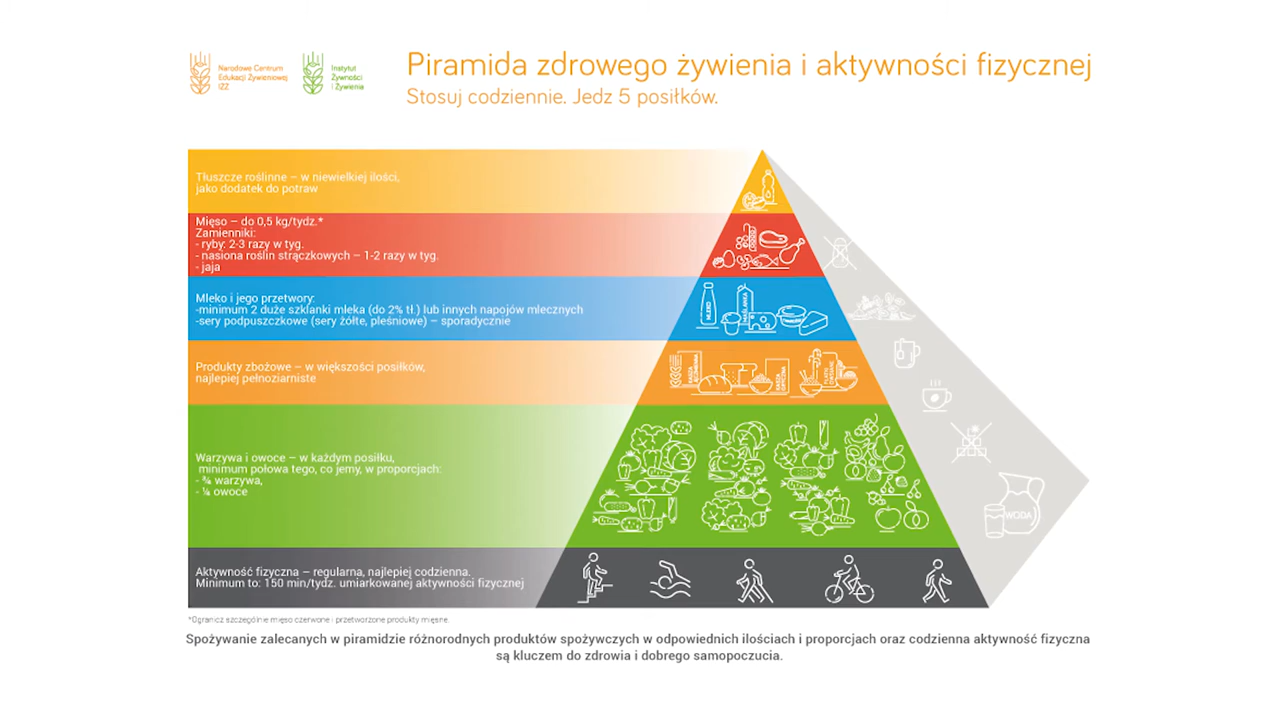 Narodowe Centrum
Edukacji Żywieniowej
IŻŻ
Instytut
Żywności
i Żywienia
Piramida zdrowego żywienia i aktywności fizycznej
Stosuj codziennie. Jedz 5 posiłków.
Tłuszcze roślinne – w niewielkiej ilości,
jako dodatek do potraw
Mięso – do 0,5 kg/tydz.*
Zamienniki:
- ryby: 2-3 razy w tyg.
- nasiona roślin strączkowych – 1-2 razy w tyg.
- jaja
Mleko i jego przetwory:
-minimum 2 duże szklanki mleka (do 2% tł.) lub innych napojów mlecznych
-sery podpuszczkowe (sery żółte, pleśniowe) – sporadycznie
MLEKO
MAŚLANKA
Produkty zbożowe – w większości posiłków,
najlepiej pełnoziarniste
KASZA
KASZA
GRYCZANA
PŁATKI
OWSIANE
Warzywa i owoce – w każdym posiłku,
minimum połowa tego, co jemy, w proporcjach:
- ¾ warzywa,
- ¼ owoce
WODA
Aktywność fizyczna – regularna, najlepiej codzienna.
Minimum to: 150 min/tydz. umiarkowanej aktywności fizycznej
*Ogranicz szczególnie mięso czerwone i przetworzone produkty mięsne.
Spożywanie zalecanych w piramidzie różnorodnych produktów spożywczych w odpowiednich ilościach i proporcjach oraz codzienna aktywność fizyczna
są kluczem do zdrowia i dobrego samopoczucia.